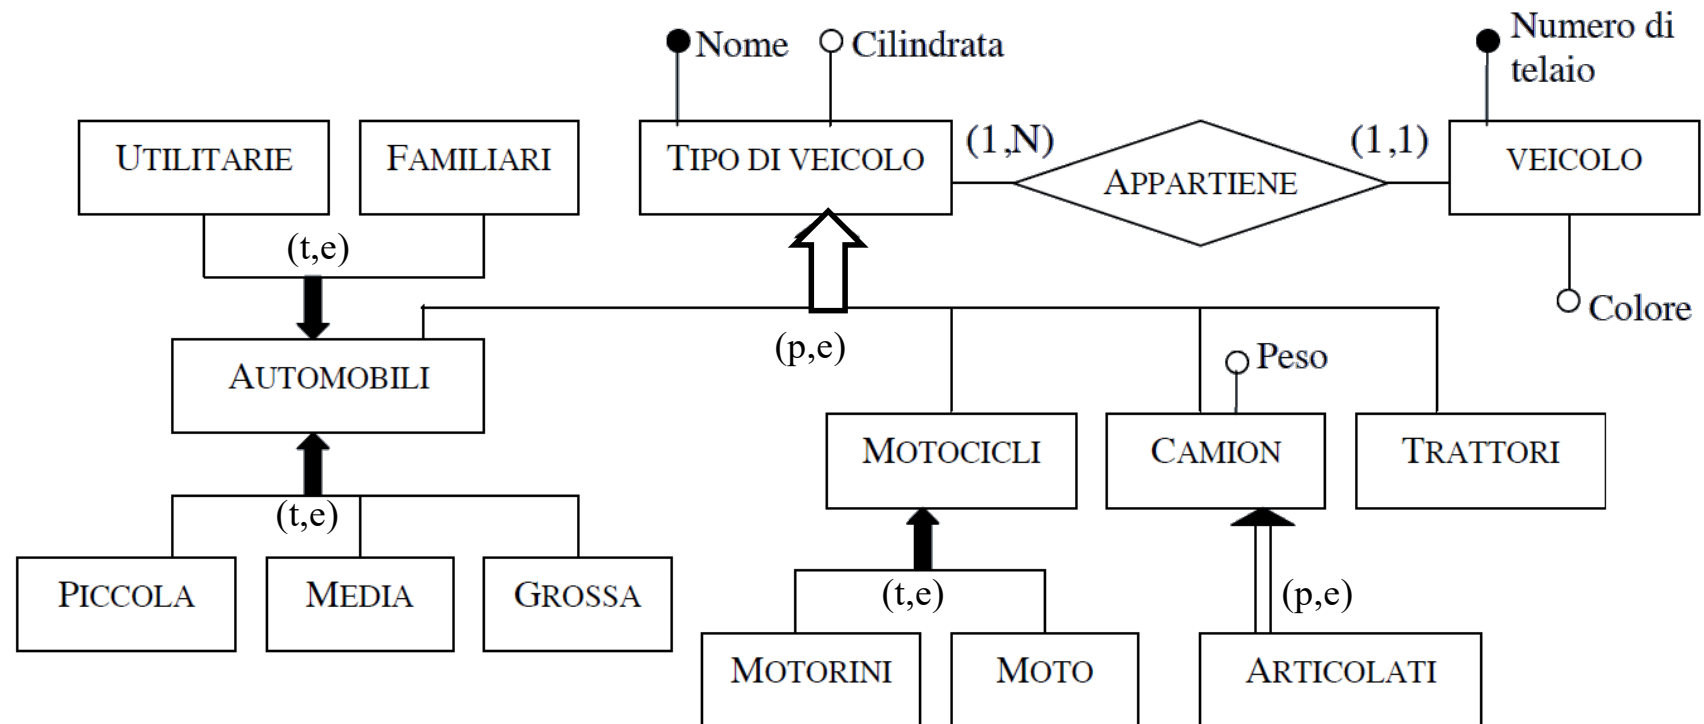 Nome
Cilindrata
Numero di
telaio
UTILITARIE
FAMILIARI
TIPO DI VEICOLO
(1,N)
APPARTIENE
(1,1)
VEICOLO
(t,e)
Colore
(p,e)
Peso
AUTOMOBILI
MOTOCICLI
CAMION
TRATTORI
(t,e)
PICCOLA
MEDIA
GROSSA
(t,e)
(p,e)
MOTORINI
MOTO
ARTICOLATI